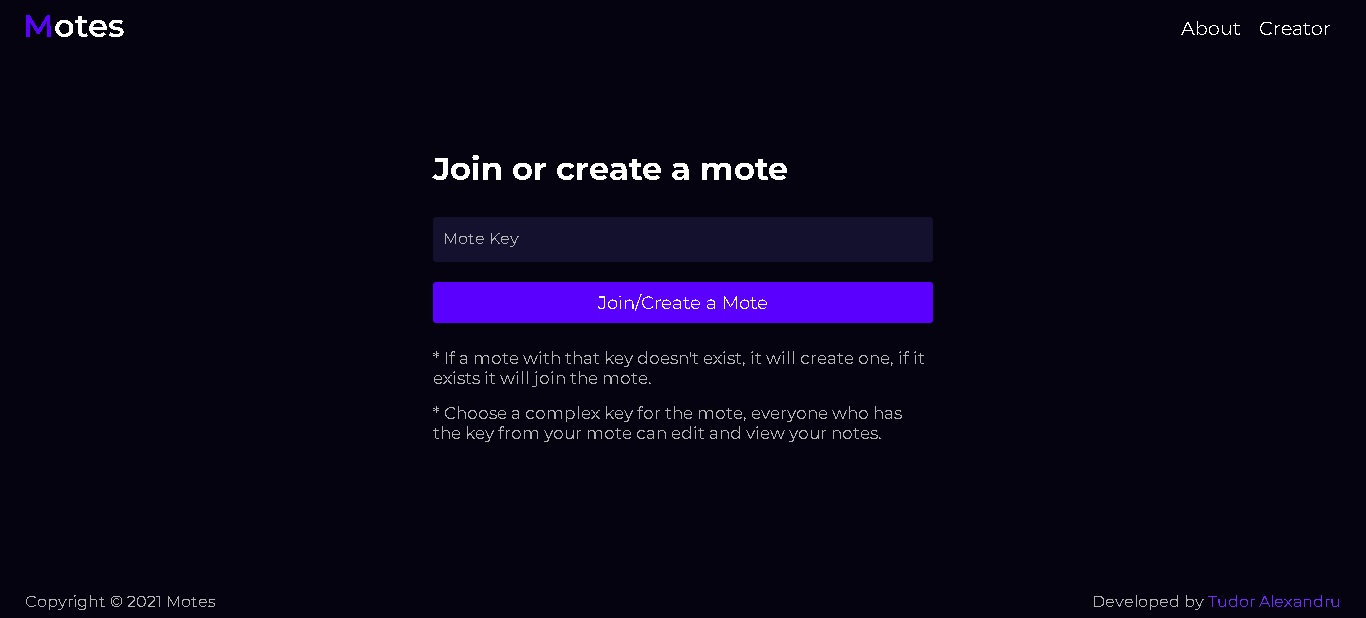 Motes
About Creator
Join or create a mote
Mote Key
Join/Create a Mote
* If a mote with that key doesn't exist, it will create one, if it
exists it will join the mote.
* Choose a complex key for the mote, everyone who has
the key from your mote can edit and view your notes.
Copyright © 2021 Motes
Developed by Tudor Alexandru